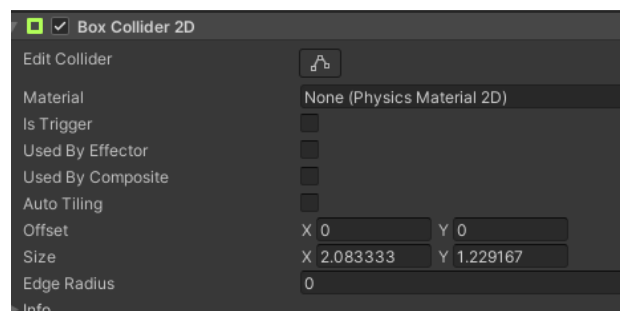 Box Collider 2D
Edit Collider
Material None (Physics Material 2D)
Is Trigger
Used By Effector
Used By Composite
Auto Tiling
Offset X 0 Y 0
Size X 2.083333 Y 1.229167
Edge Radius 0
Info